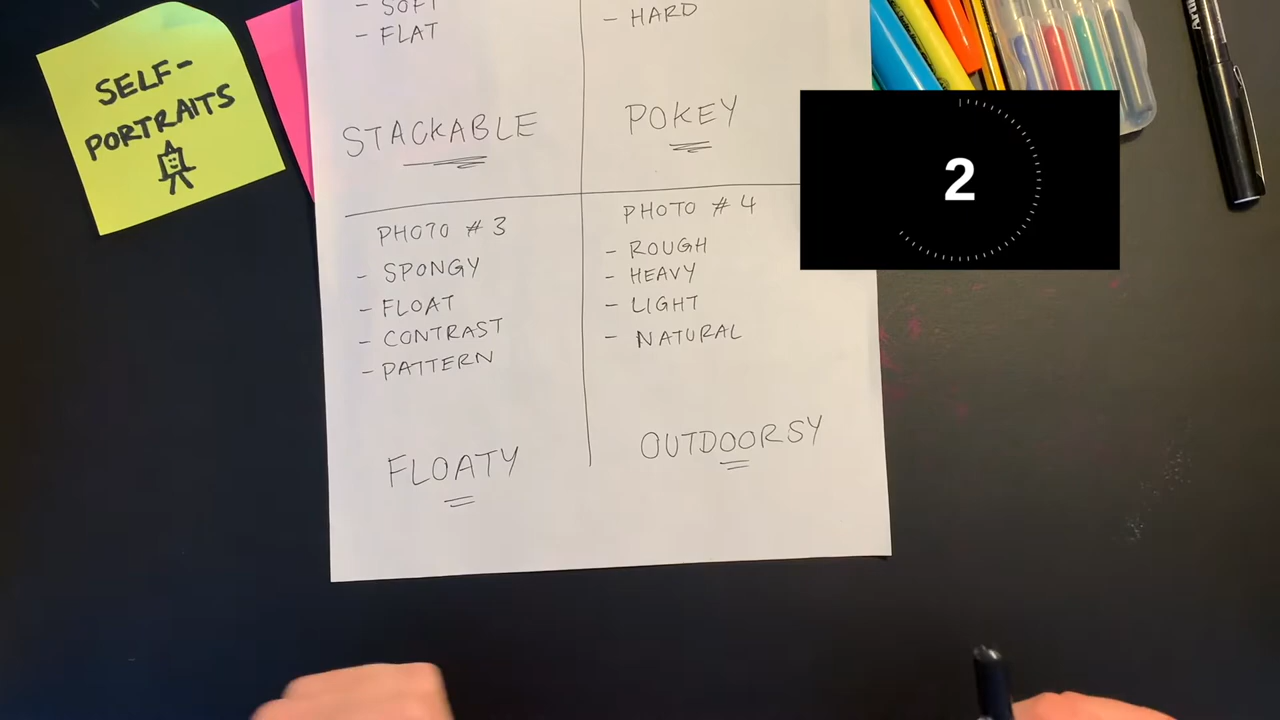 SELF-
PORTRAITS
- SOFT
- FLAT
STACKABLE
- HARD
POKEY
PHOTO # 3
- SPONGY
- FLOAT
- CONTRAST
- PATTERN
FLOATY
PHOTO # 4
- ROUGH
- HEAVY
- LIGHT
- NATURAL
OUTDOORSY
2